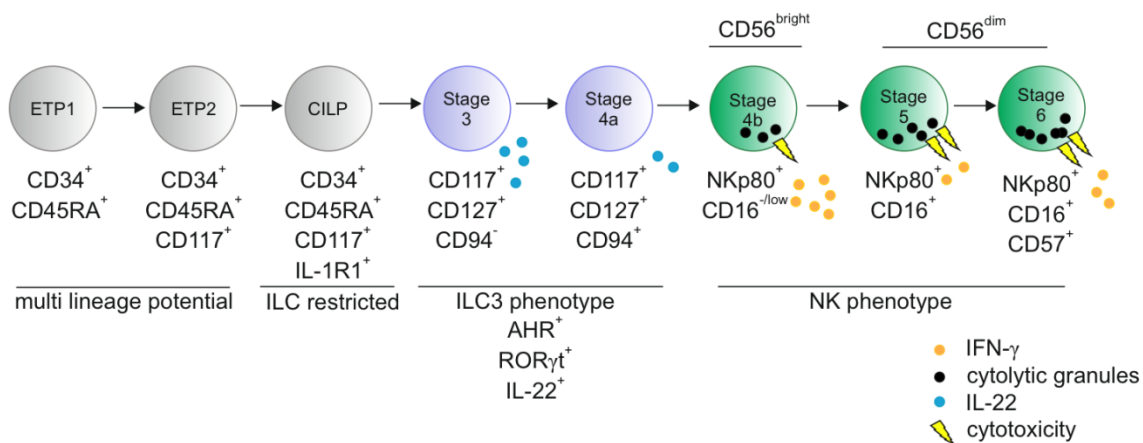 CD56bright
CD56dim
ETP1
ETP2
CILP
Stage
3
Stage
4a
Stage
4b
Stage
5
Stage
6
CD34+
CD45RA+
CD34+
CD45RA+
CD117+
CD34+
CD45RA+
CD117+
IL-1R1+
CD117+
CD127+
CD94-
CD117+
CD127+
CD94+
NKp80+
CD16-/low
NKp80+
CD16+
NKp80+
CD16+
CD57+
multi lineage potential
ILC restricted
ILC3 phenotype
NK phenotype
AHR+
RORγt+
IL-22+
IFN-γ
cytolytic granules
IL-22
cytotoxicity